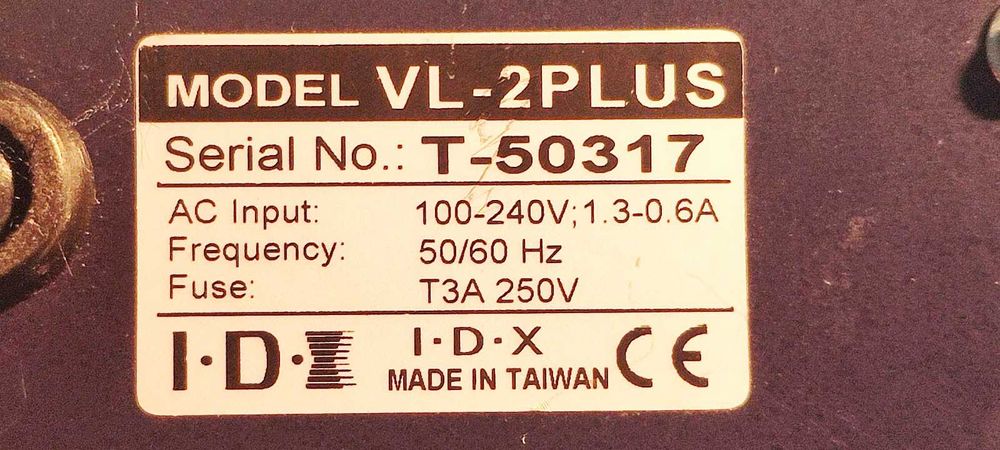 MODEL VL-2PLUS
Serial No.: T-50317
AC Input: 100-240V; 1.3-0.6A
Frequency: 50/60 Hz
Fuse: T3A 250V
I·D·X I·D·X CE
MADE IN TAIWAN